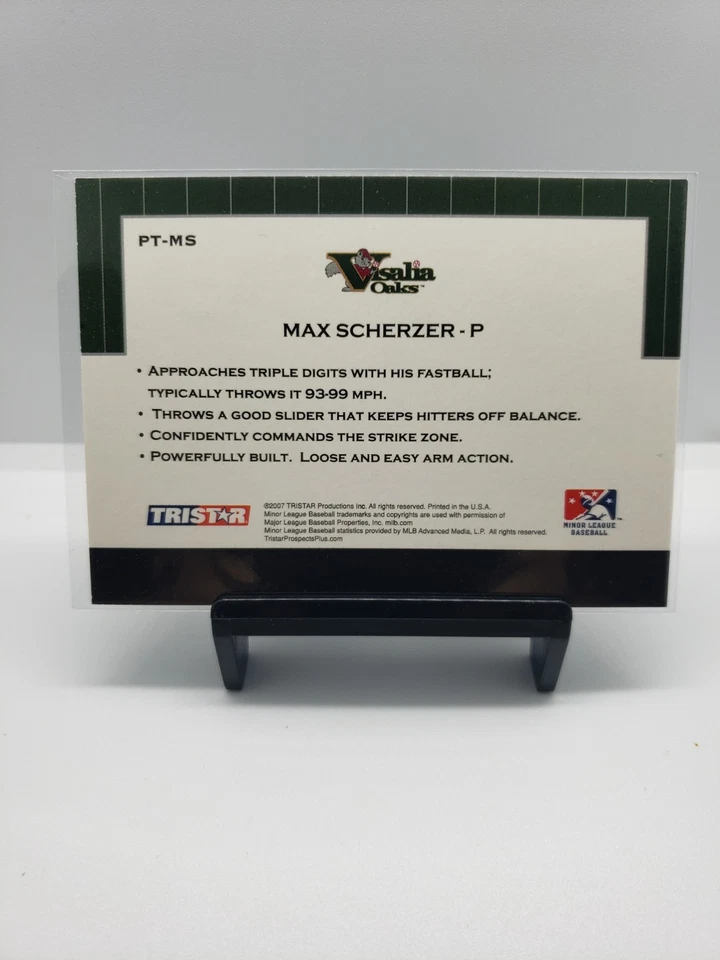 PT-MS
Visalia
Oaks™
MAX SCHERZER - P
• APPROACHES TRIPLE DIGITS WITH HIS FASTBALL;
TYPICALLY THROWS IT 93-99 MPH.
• THROWS A GOOD SLIDER THAT KEEPS HITTERS OFF BALANCE.
• CONFIDENTLY COMMANDS THE STRIKE ZONE.
• POWERFULLY BUILT. LOOSE AND EASY ARM ACTION.
TRISTAR
©2007 TRISTAR Productions Inc. All rights reserved. Printed in the U.S.A.
Minor League Baseball trademarks and copyrights are used with permission of
Major League Baseball Properties, Inc. milb.com
Minor League Baseball statistics provided by MLB Advanced Media, L.P. All rights reserved.
TristarProspectsPlus.com
MINOR LEAGUE™
BASEBALL